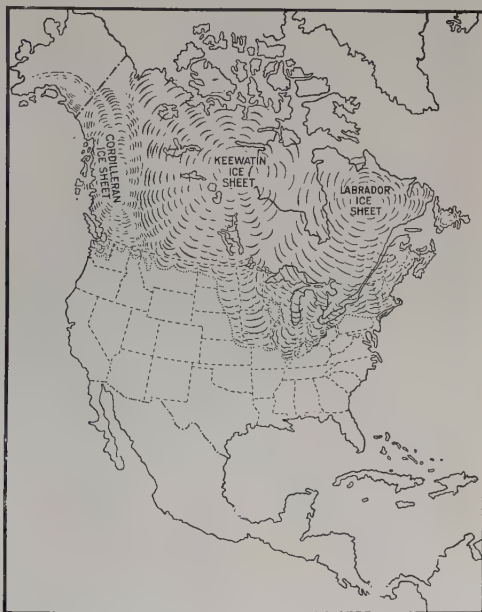 CORDILLERAN
ICE SHEET
KEEWATIN
ICE
SHEET
LABRADOR
ICE
SHEET